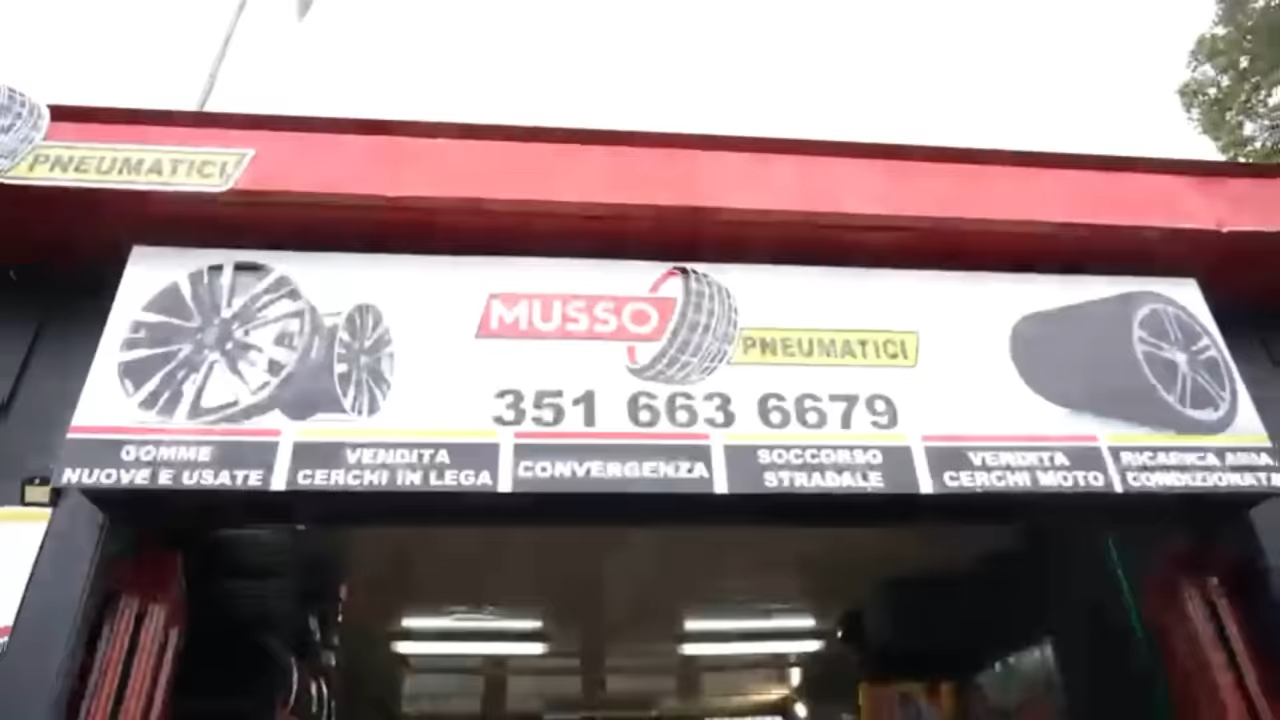 PNEUMATICI
MUSSO
PNEUMATICI
351 663 6679
GOMME
NUOVE E USATE
VENDITA
CERCHI IN LEGA
CONVERGENZA
SOCCORSO
STRADALE
VENDITA
CERCHI MOTO
RICARICA ARIA
CONDIZIONATA